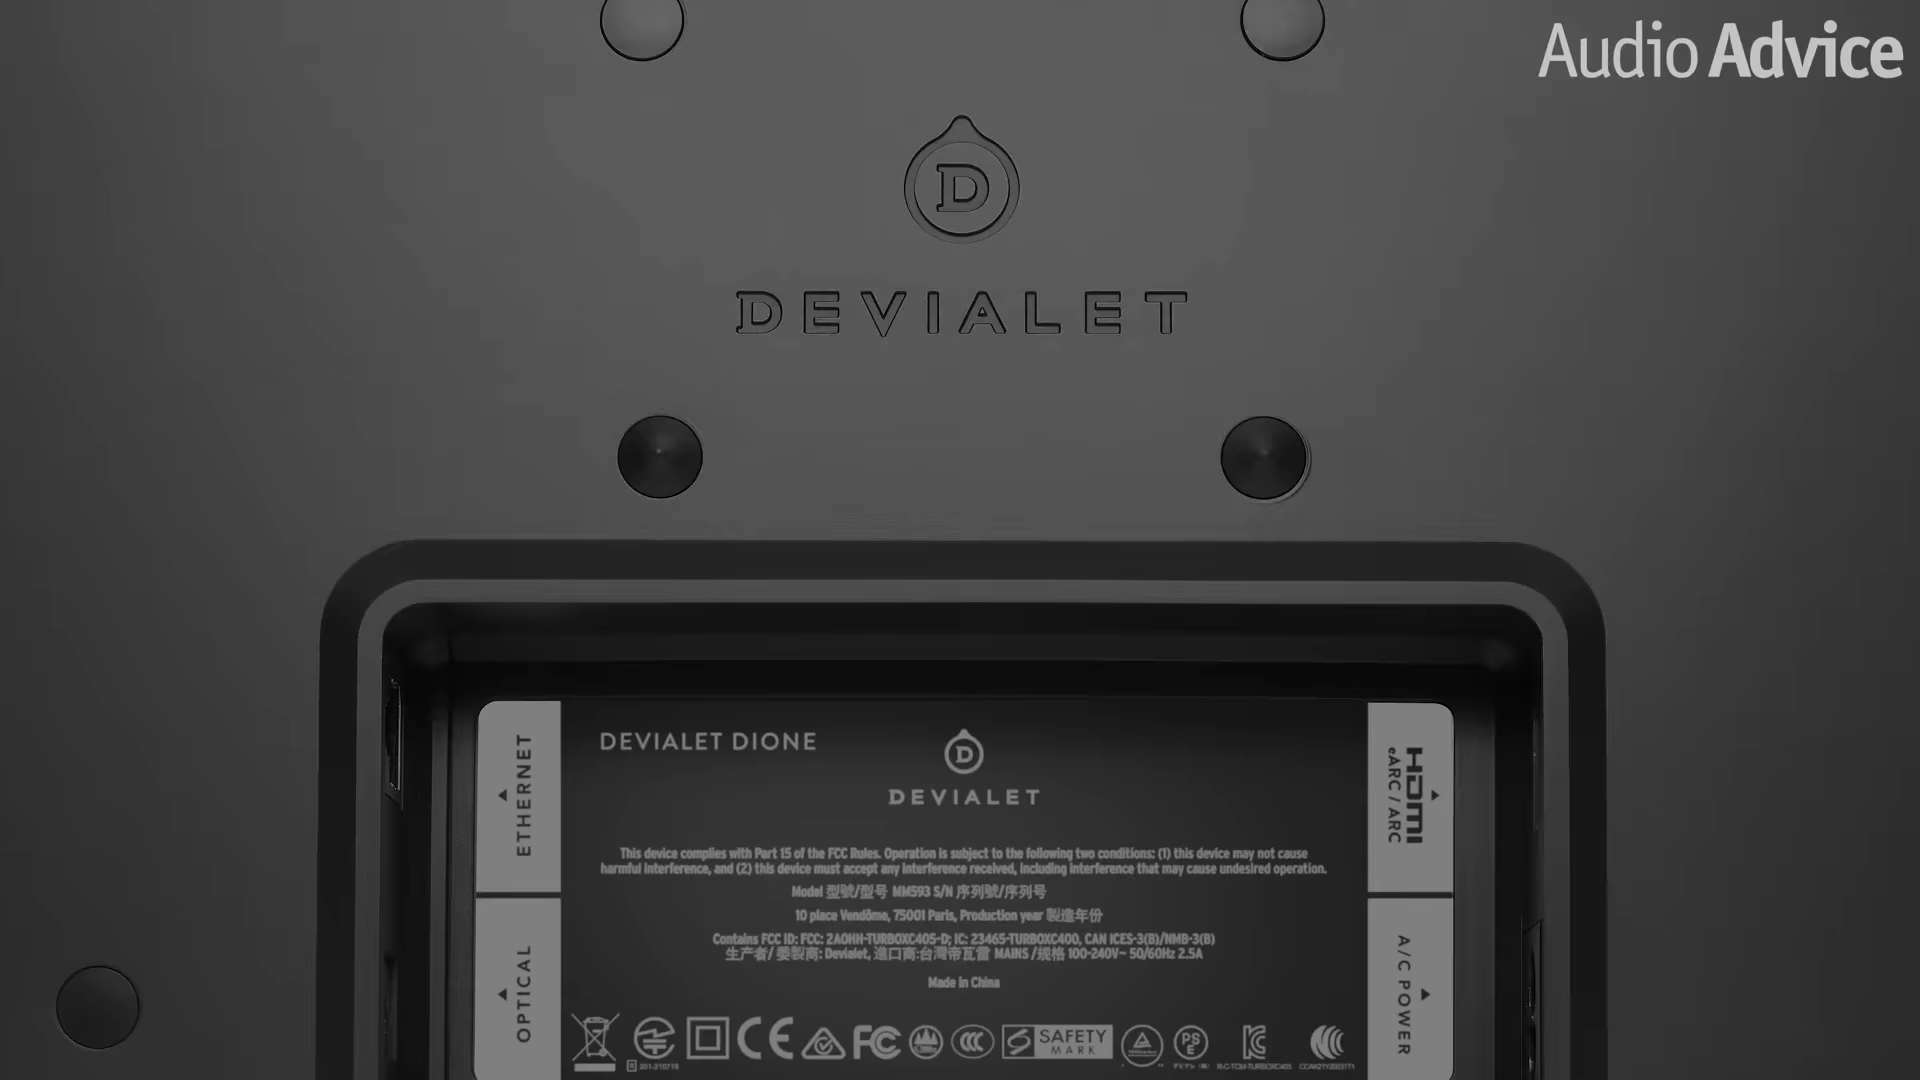 Audio Advice
D
DEVIALET
DEVIALET DIONE
D
DEVIALET
ETHERNET
OPTICAL
HDMI
eARC / ARC
A/C POWER
This device complies with Part 15 of the FCC Rules. Operation is subject to the following two conditions: (1) this device may not cause
harmful interference, and (2) this device must accept any interference received, including interference that may cause undesired operation.
Model 型號/型号 MM593 S/N 序列號/序列号
10 place Vendôme, 75001 Paris, Production year 製造年份
Contains FCC ID: FCC: 2AOHH-TURBOXC405-D; IC: 23465-TURBOXC400, CAN ICES-3(B)/NMB-3(B)
生产者/ 製商: Devialet, 進口商:台灣帝瓦雷 MAINS /规格 100-240V~ 50/60Hz 2.5A
Made in China
CE FC CCC SAFETY MARK PSE
201-210718